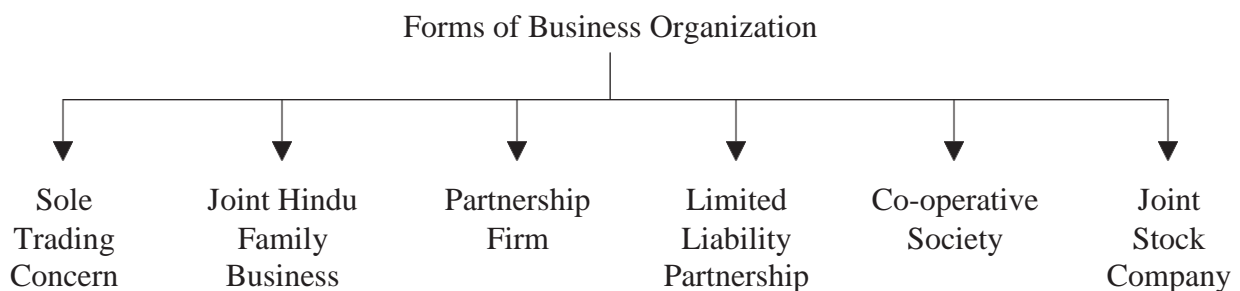 Forms of Business Organization
Sole
Trading
Concern
Joint Hindu
Family
Business
Partnership
Firm
Limited
Liability
Partnership
Co-operative
Society
Joint
Stock
Company